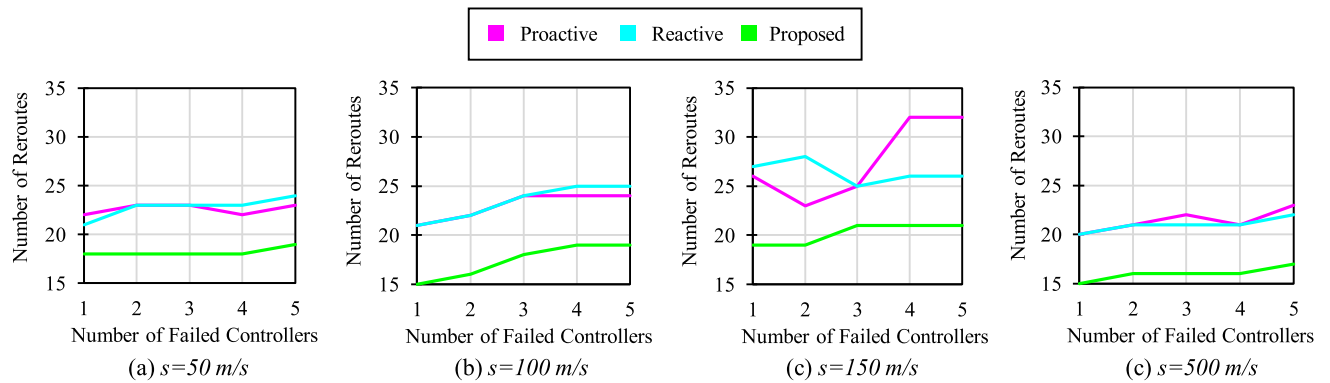 Proactive Reactive Proposed
35 35 35 35
30 30 30 30
25 25 25 25
20 20 20 20
15 15 15 15
Number of Reroutes Number of Reroutes Number of Reroutes Number of Reroutes
1 2 3 4 5 1 2 3 4 5 1 2 3 4 5 1 2 3 4 5
Number of Failed Controllers Number of Failed Controllers Number of Failed Controllers Number of Failed Controllers
(a) s=50 m/s (b) s=100 m/s (c) s=150 m/s (c) s=500 m/s